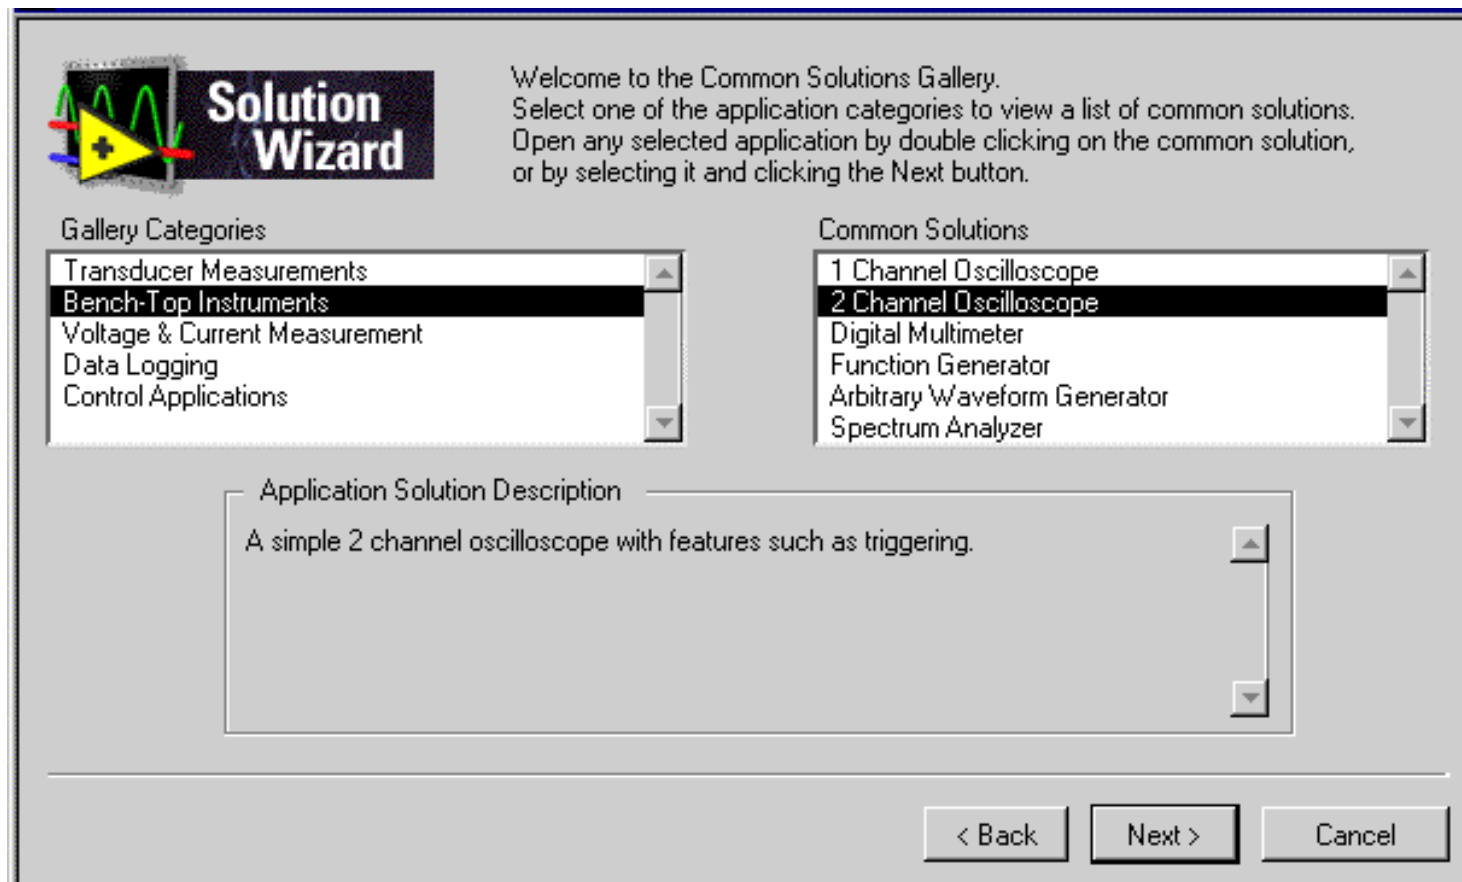 Solution
Wizard
Welcome to the Common Solutions Gallery.
Select one of the application categories to view a list of common solutions.
Open any selected application by double clicking on the common solution,
or by selecting it and clicking the Next button.
Gallery Categories
Transducer Measurements
Bench-Top Instruments
Voltage & Current Measurement
Data Logging
Control Applications
Common Solutions
1 Channel Oscilloscope
2 Channel Oscilloscope
Digital Multimeter
Function Generator
Arbitrary Waveform Generator
Spectrum Analyzer
Application Solution Description
A simple 2 channel oscilloscope with features such as triggering.
< Back
Next >
Cancel